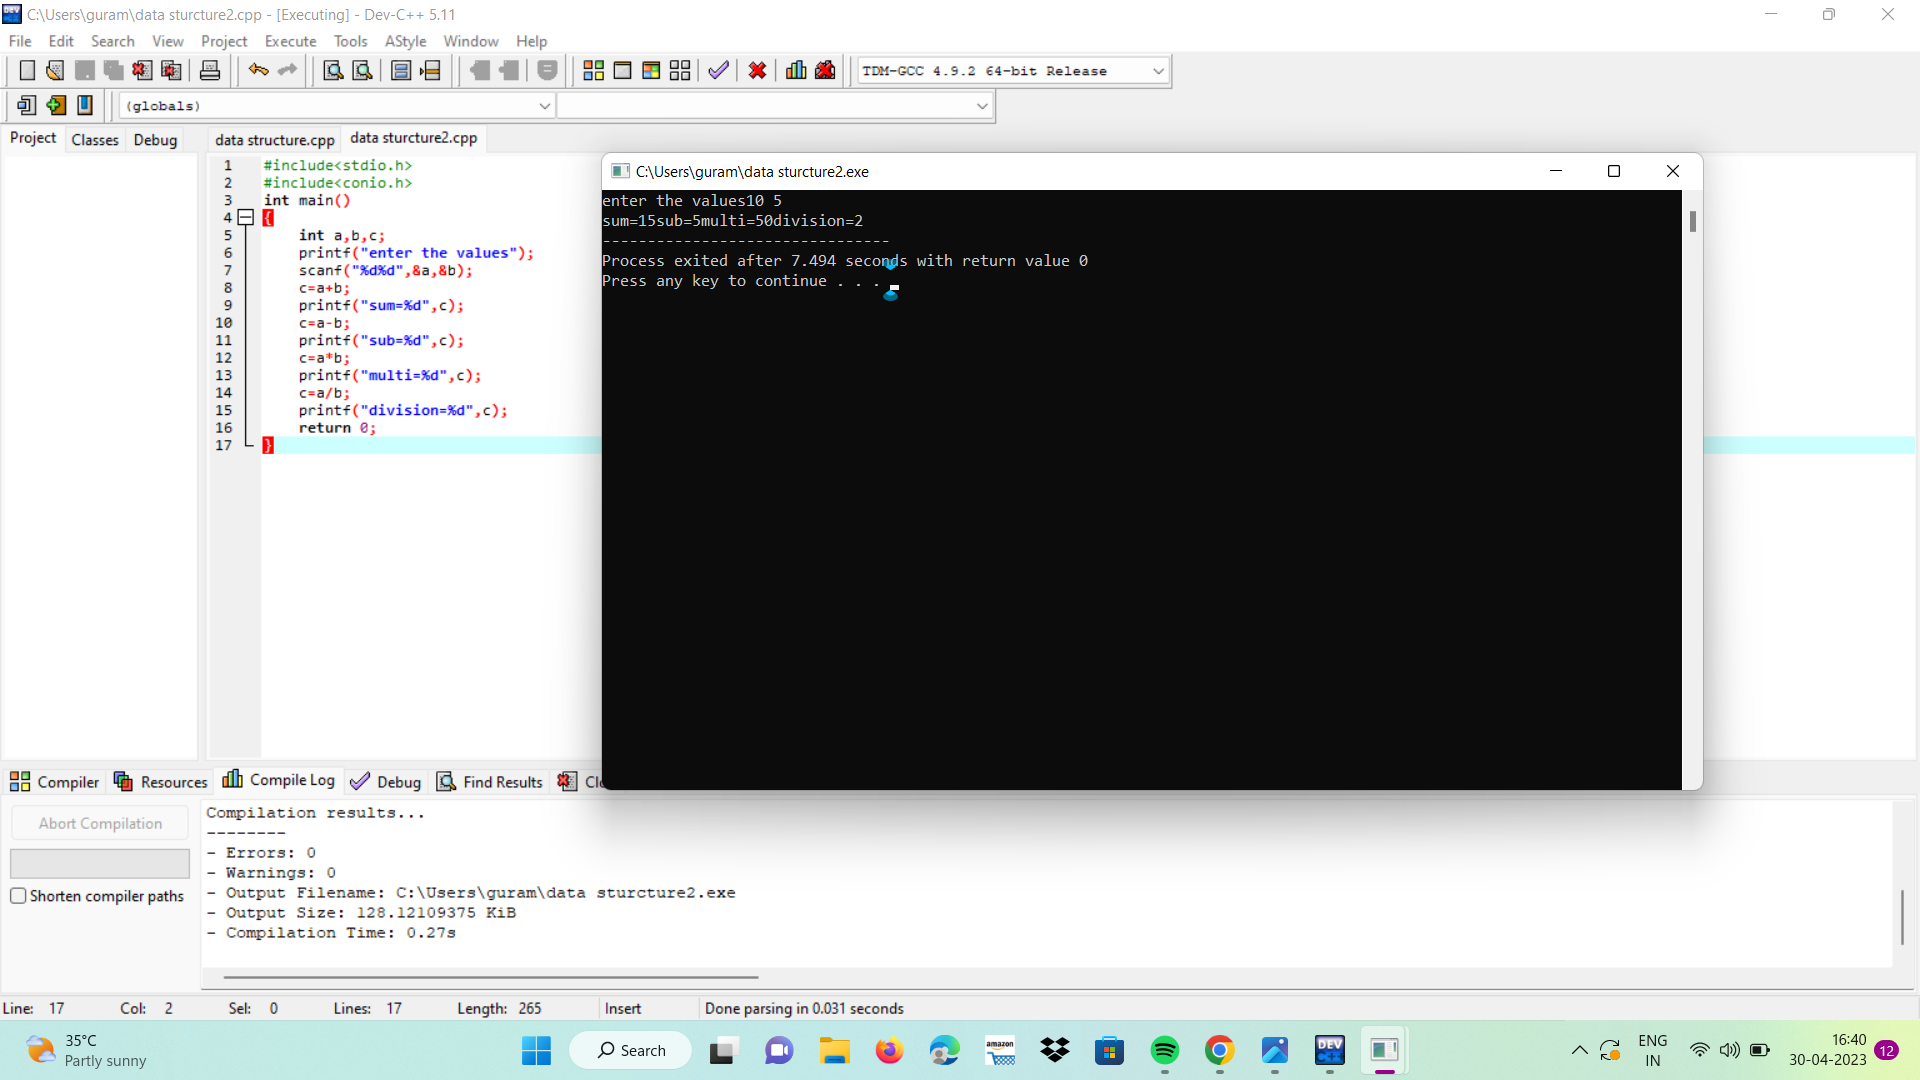 C:\Users\guram\data sturcture2.cpp - [Executing] - Dev-C++ 5.11
File Edit Search View Project Execute Tools AStyle Window Help
TDM-GCC 4.9.2 64-bit Release
(globals)
Project Classes Debug
data structure.cpp data sturcture2.cpp
1 #include<stdio.h>
2 #include<conio.h>
3 int main()
4 {
5 int a,b,c;
6 printf("enter the values");
7 scanf("%d%d",&a,&b);
8 c=a+b;
9 printf("sum=%d",c);
10 c=a-b;
11 printf("sub=%d",c);
12 c=a*b;
13 printf("multi=%d",c);
14 c=a/b;
15 printf("division=%d",c);
16 return 0;
17 }
C:\Users\guram\data sturcture2.exe
enter the values10 5
sum=15sub=5multi=50division=2
--------------------------------
Process exited after 7.494 seconds with return value 0
Press any key to continue . . .
Compiler Resources Compile Log Debug Find Results
Abort Compilation
Shorten compiler paths
Compilation results...
--------
- Errors: 0
- Warnings: 0
- Output Filename: C:\Users\guram\data sturcture2.exe
- Output Size: 128.12109375 KiB
- Compilation Time: 0.27s
Line: 17 Col: 2 Sel: 0 Lines: 17 Length: 265 Insert Done parsing in 0.031 seconds
35°C
Partly sunny
Search
amazon
DEV
C++
ENG
IN
16:40
30-04-2023
12